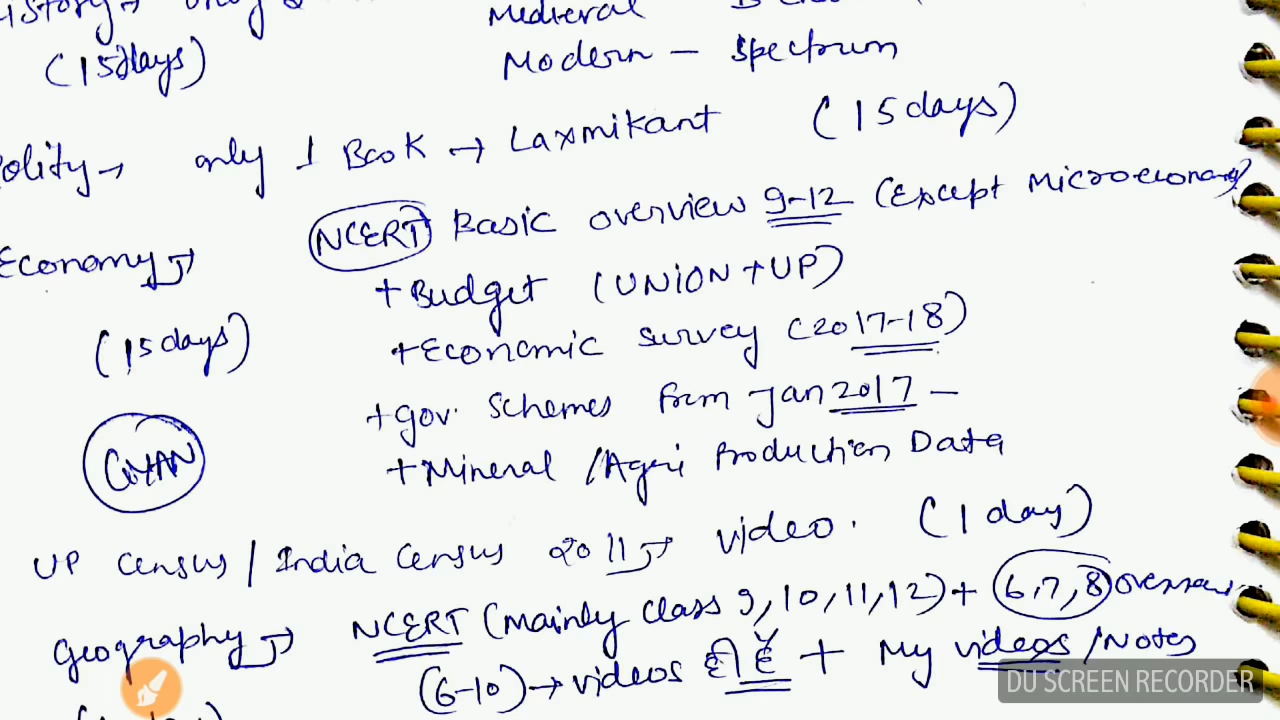 Medieval
(15days) Modern – Spectrum
olity → only 1 Book → Laxmikant (15days)
Economy → NCERT Basic overview 9-12 (Except Microeconomy)
+Budget (UNION+UP)
(15days) +Economic survey (2017-18)
+Gov. Schemes from Jan 2017 –
GYAN +Mineral /Agri Production Data
UP Census / India Census 2011 → video. (1 day)
Geography → NCERT (Mainly Class 9,10,11,12)+ (6,7,8)
(6-10) → videos ही हैं + My videos /Notes
DU SCREEN RECORDER